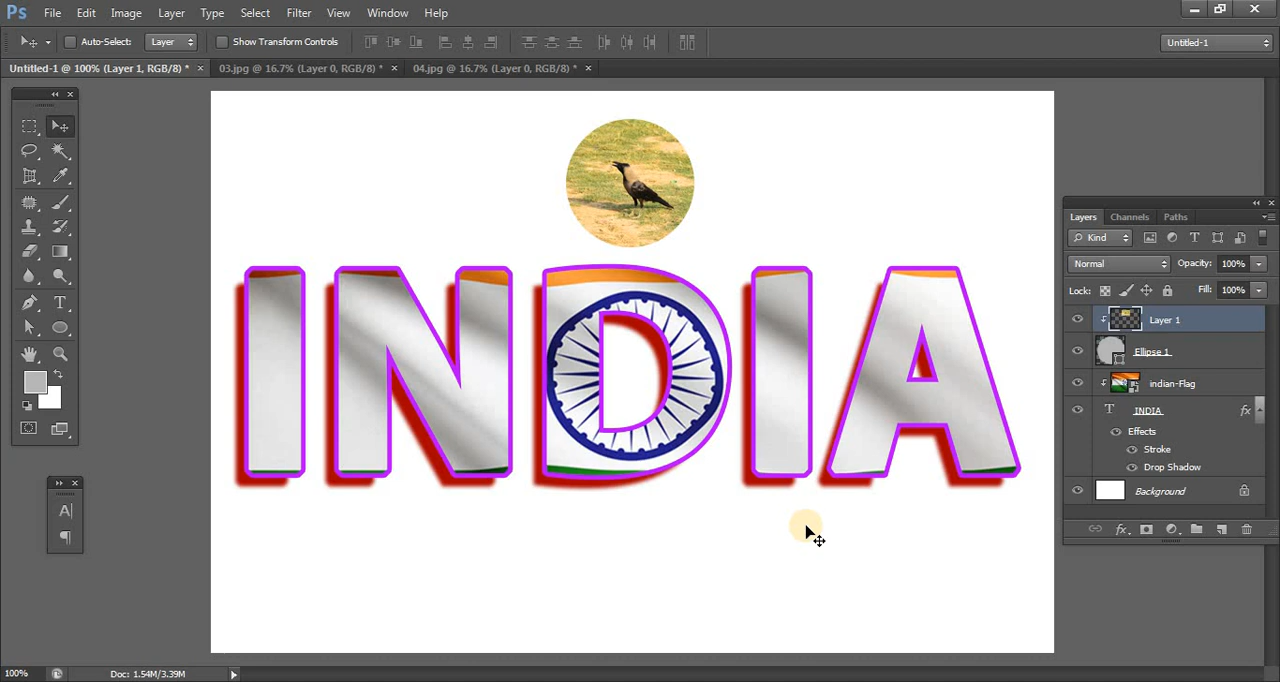 Ps File Edit Image Layer Type Select Filter View Window Help
Auto-Select: Layer Show Transform Controls Untitled-1
Untitled-1 @ 100% (Layer 1, RGB/8) * × 03.jpg @ 16.7% (Layer 0, RGB/8) * × 04.jpg @ 16.7% (Layer 0, RGB/8) * ×
INDIA
Layers Channels Paths
Kind
Normal Opacity: 100%
Lock: Fill: 100%
Layer 1
Ellipse 1
indian-Flag
T INDIA fx
Effects
Stroke
Drop Shadow
Background
100% Doc: 1.54M/3.39M